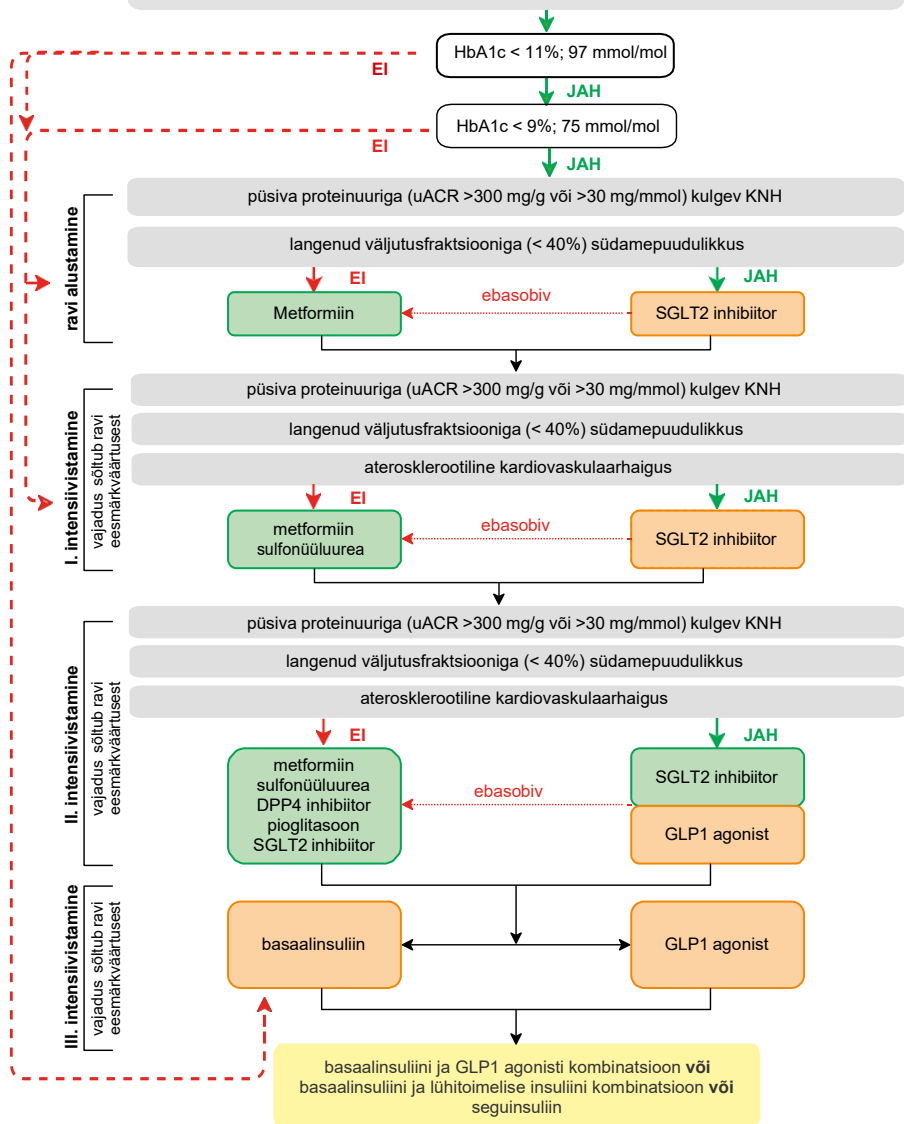 HbA1c < 11%; 97 mmol/mol
EI
JAH
HbA1c < 9%; 75 mmol/mol
EI
JAH
ravi alustamine
püsiva proteinuuriga (uACR >300 mg/g või >30 mg/mmol) kulgev KNH
langenud väljutusfraktsiooniga (< 40%) südamepuudulikkus
EI
JAH
Metformiin
ebasobiv
SGLT2 inhibiitor
I. intensiivistamine
vajadus sõltub ravi
eesmärkväärtusest
püsiva proteinuuriga (uACR >300 mg/g või >30 mg/mmol) kulgev KNH
langenud väljutusfraktsiooniga (< 40%) südamepuudulikkus
aterosklerootiline kardiovaskulaarhaigus
EI
JAH
metformiin
sulfonüüluurea
ebasobiv
SGLT2 inhibiitor
II. intensiivistamine
vajadus sõltub ravi
eesmärkväärtusest
püsiva proteinuuriga (uACR >300 mg/g või >30 mg/mmol) kulgev KNH
langenud väljutusfraktsiooniga (< 40%) südamepuudulikkus
aterosklerootiline kardiovaskulaarhaigus
EI
JAH
metformiin
sulfonüüluurea
DPP4 inhibiitor
pioglitasoon
SGLT2 inhibiitor
ebasobiv
SGLT2 inhibiitor
GLP1 agonist
III. intensiivistamine
vajadus sõltub ravi
eesmärkväärtusest
basaalinsuliin
GLP1 agonist
basaalinsuliini ja GLP1 agonisti kombinatsioon või
basaalinsuliini ja lühitoimelise insuliini kombinatsioon või
seguinsuliin